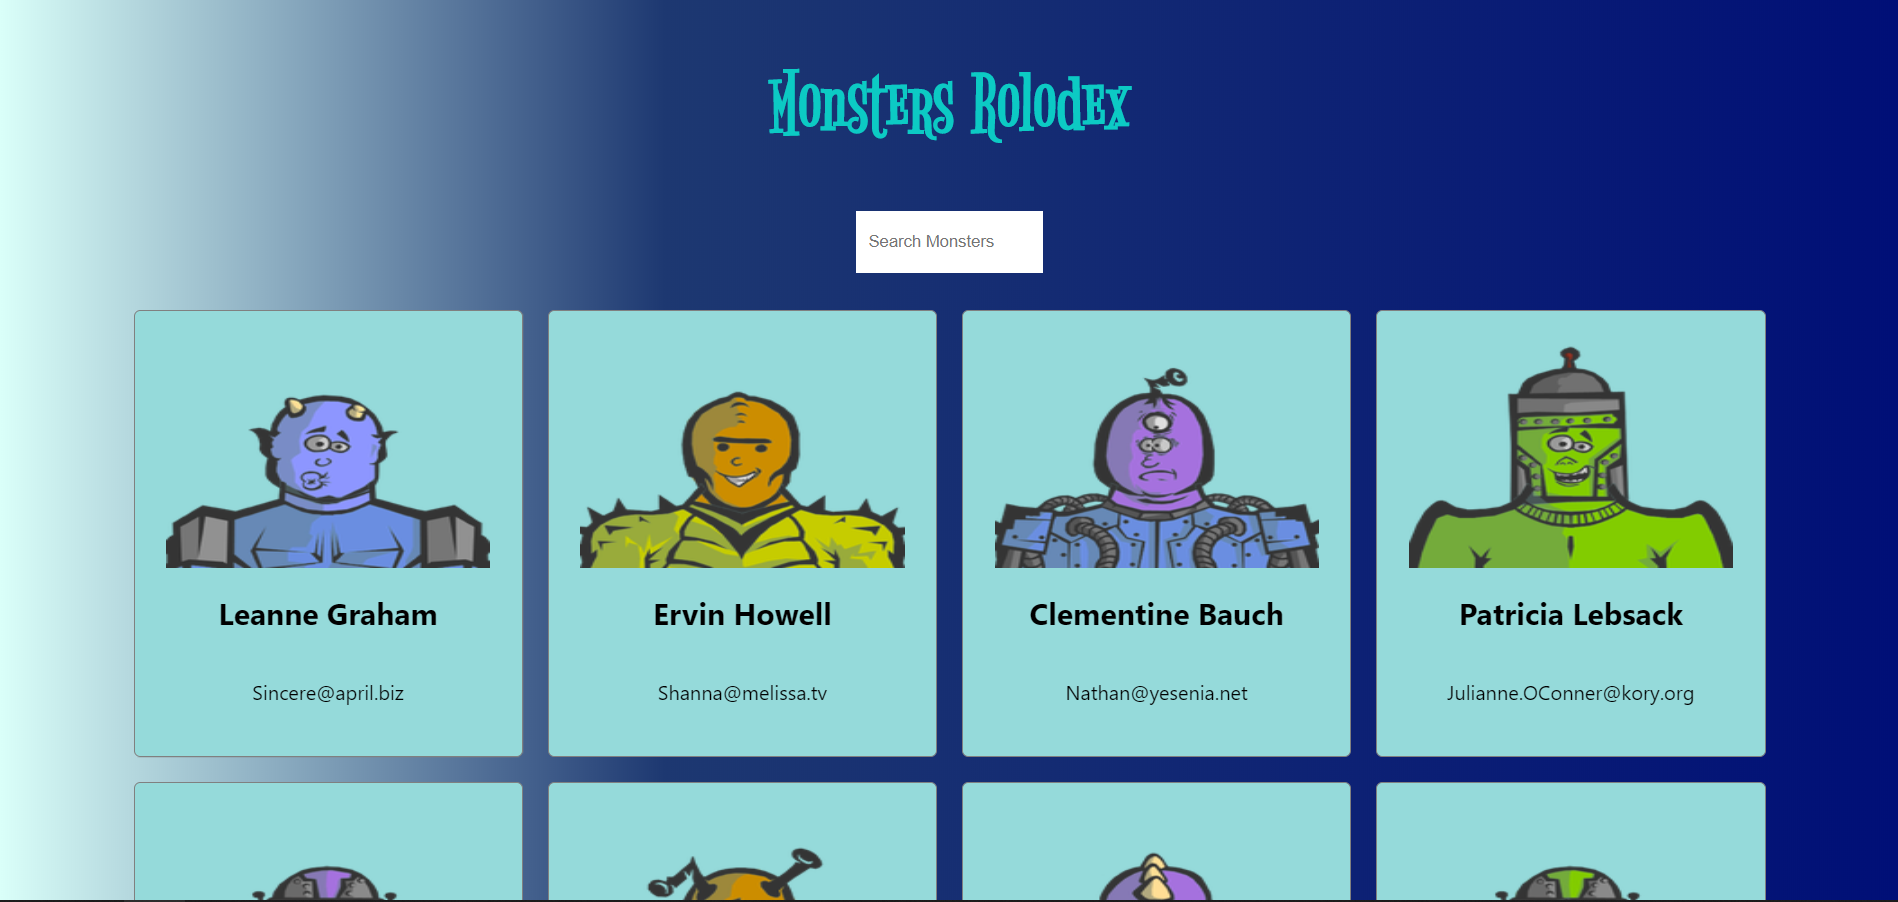 Monsters Rolodex
Search Monsters
Leanne Graham
Ervin Howell
Clementine Bauch
Patricia Lebsack
Sincere@april.biz
Shanna@melissa.tv
Nathan@yesenia.net
Julianne.OConner@kory.org